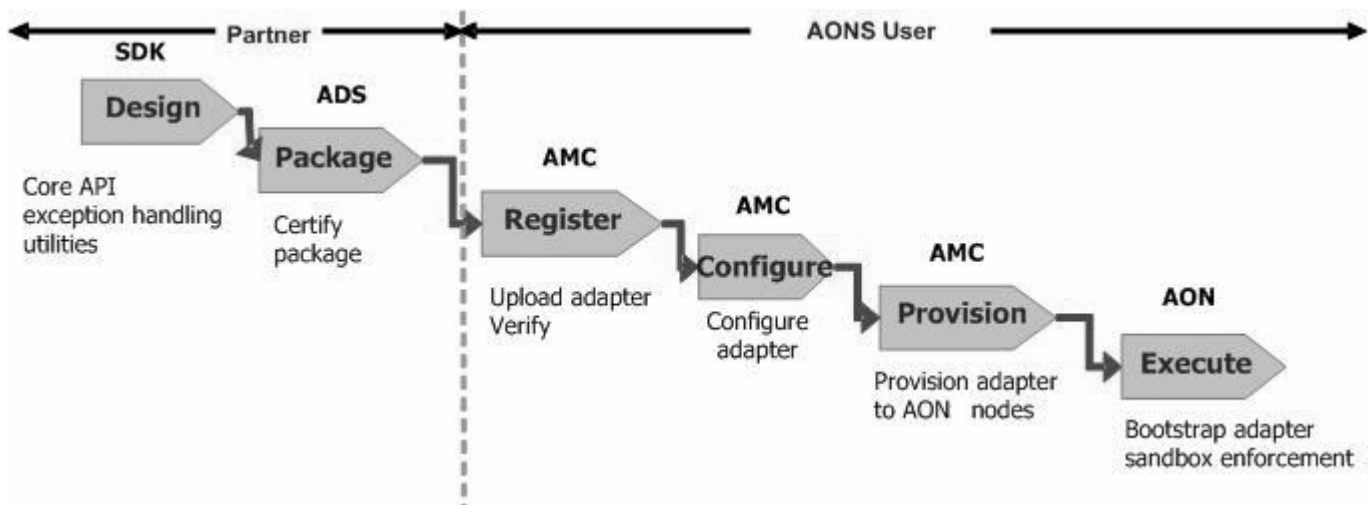 Partner
AONS User
SDK
Design
Core API
exception handling
utilities
ADS
Package
Certify
package
AMC
Register
Upload adapter
Verify
AMC
Configure
Configure
adapter
AMC
Provision
Provision adapter
to AON nodes
AON
Execute
Bootstrap adapter
sandbox enforcement